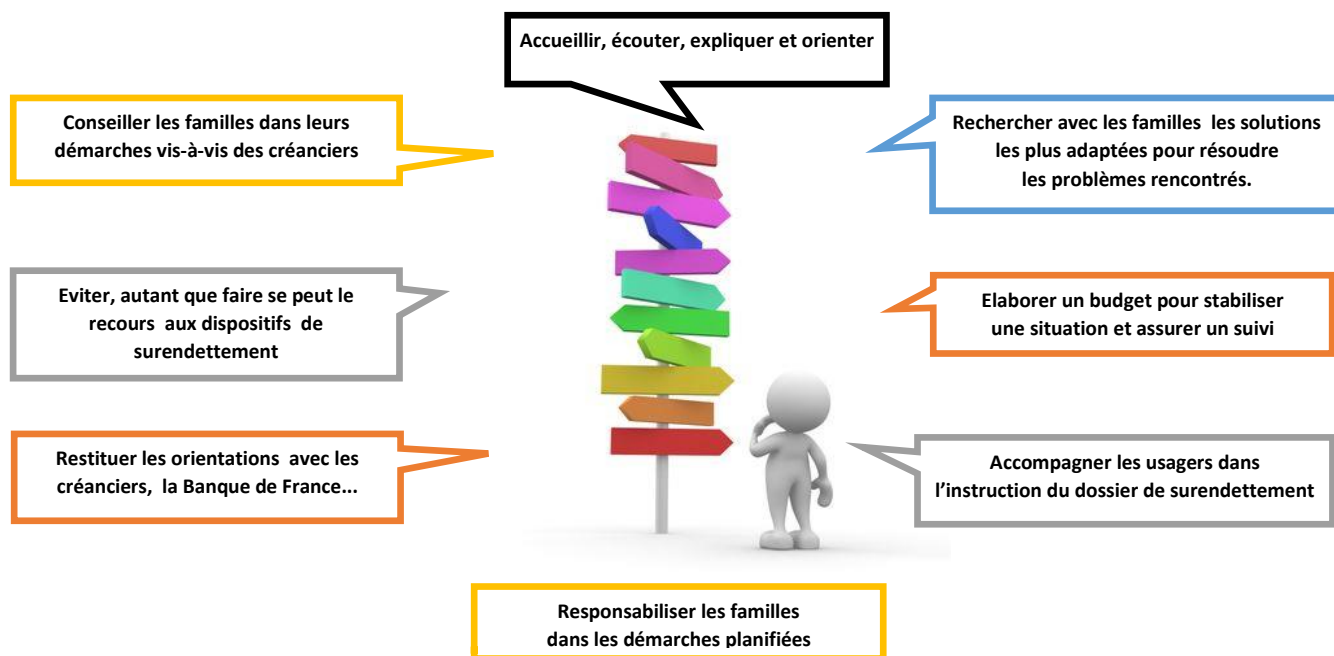 Accueillir, écouter, expliquer et orienter
Conseiller les familles dans leurs
démarches vis-à-vis des créanciers
Rechercher avec les familles les solutions
les plus adaptées pour résoudre
les problèmes rencontrés.
Eviter, autant que faire se peut le
recours aux dispositifs de
surendettement
Elaborer un budget pour stabiliser
une situation et assurer un suivi
Restituer les orientations avec les
créanciers, la Banque de France...
Accompagner les usagers dans
l’instruction du dossier de surendettement
Responsabiliser les familles
dans les démarches planifiées